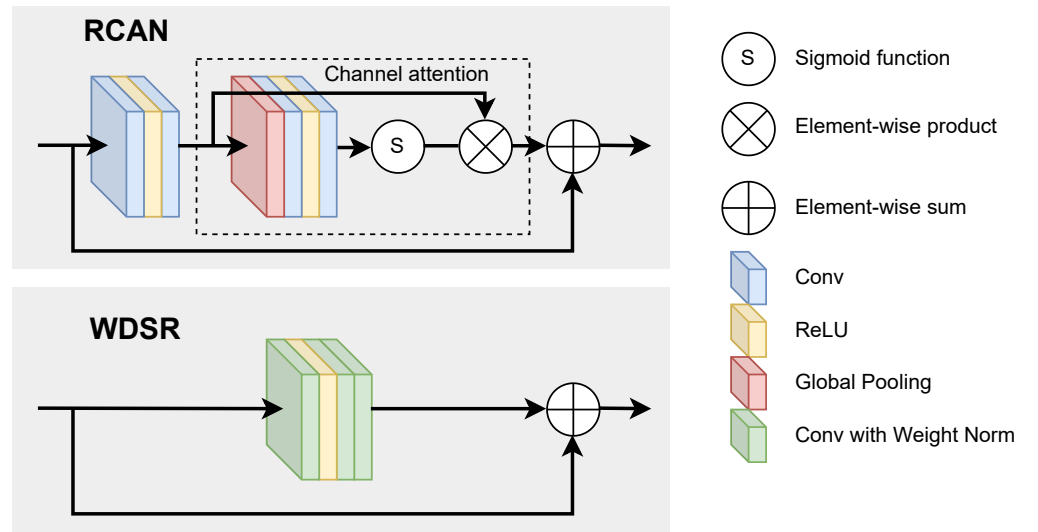 RCAN
Channel attention
S
WDSR
S
Sigmoid function
Element-wise product
Element-wise sum
Conv
ReLU
Global Pooling
Conv with Weight Norm